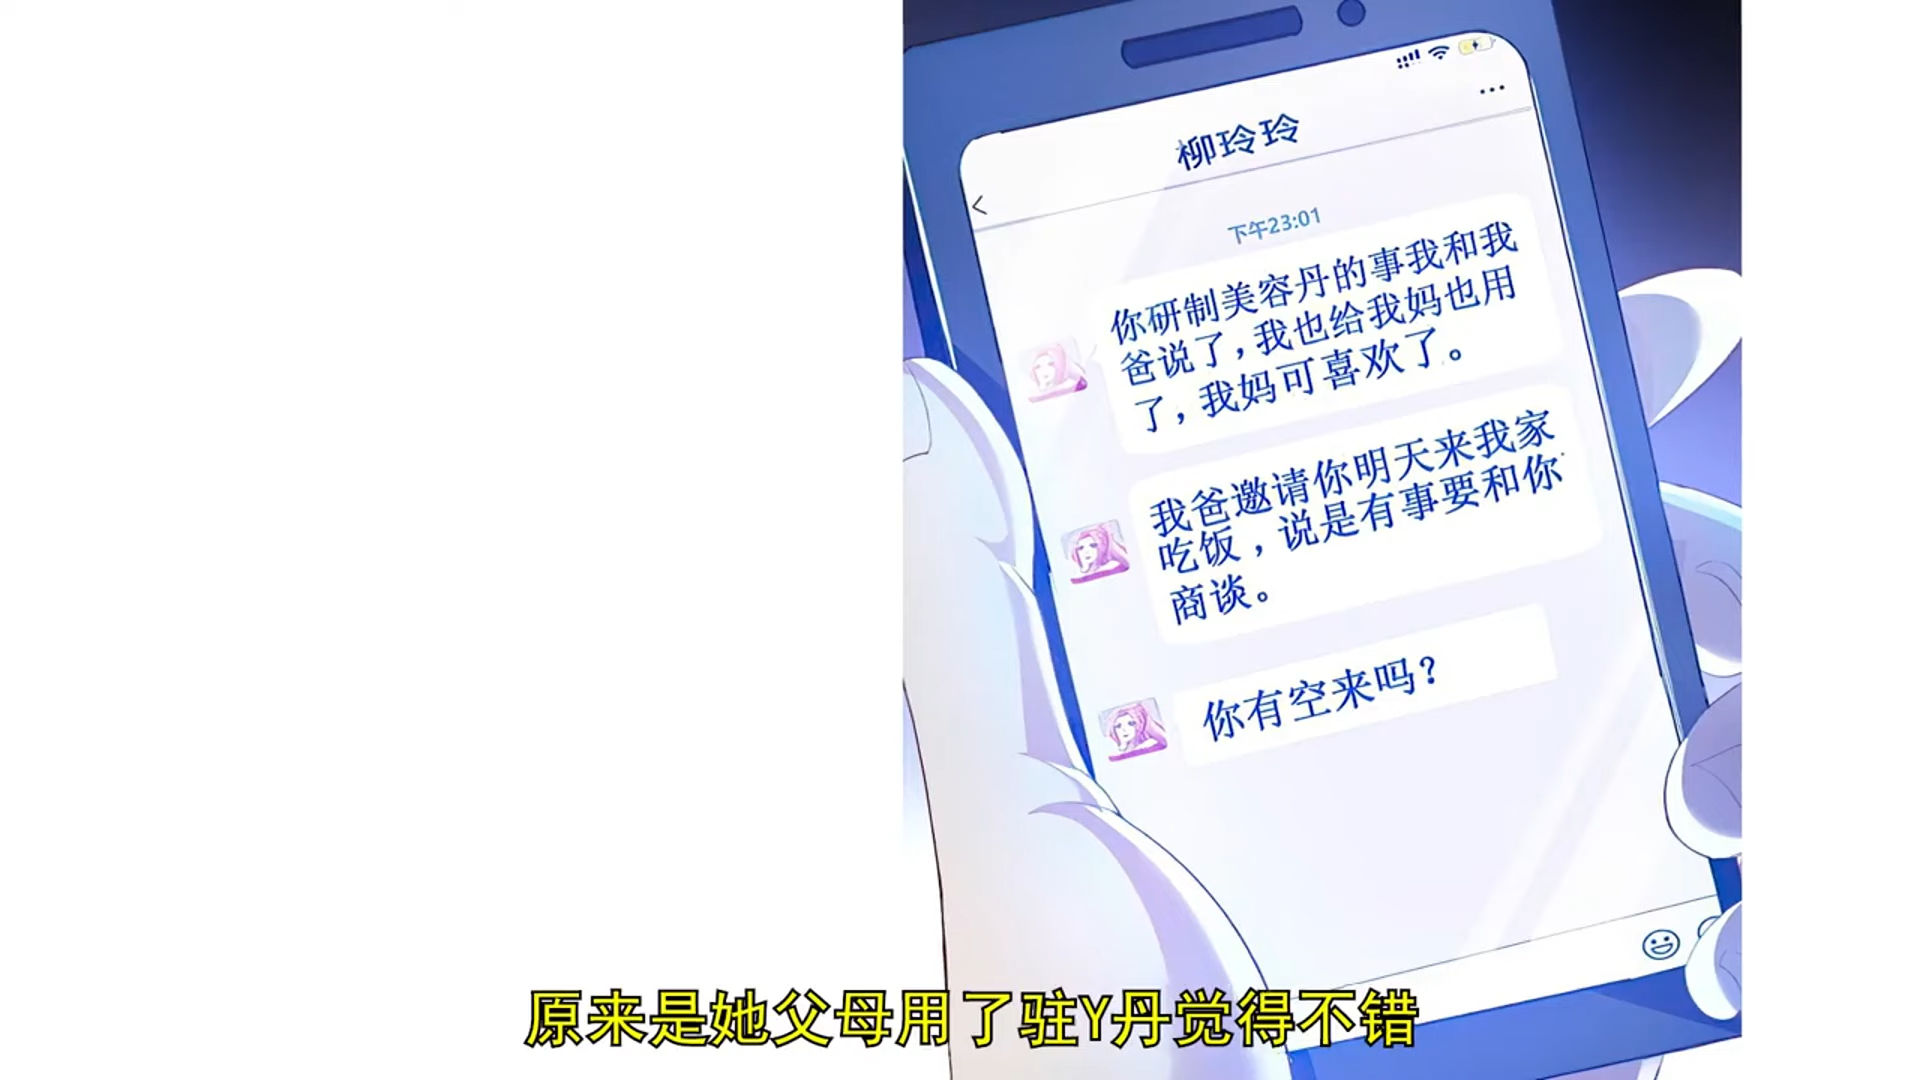 柳玲玲
下午23:01
你研制美容丹的事我和我
爸说了,我也给我妈也用
了,我妈可喜欢了。
我爸邀请你明天来我家
吃饭,说是有事要和你
商谈。
你有空来吗?
原来是她父母用了驻Y丹觉得不错